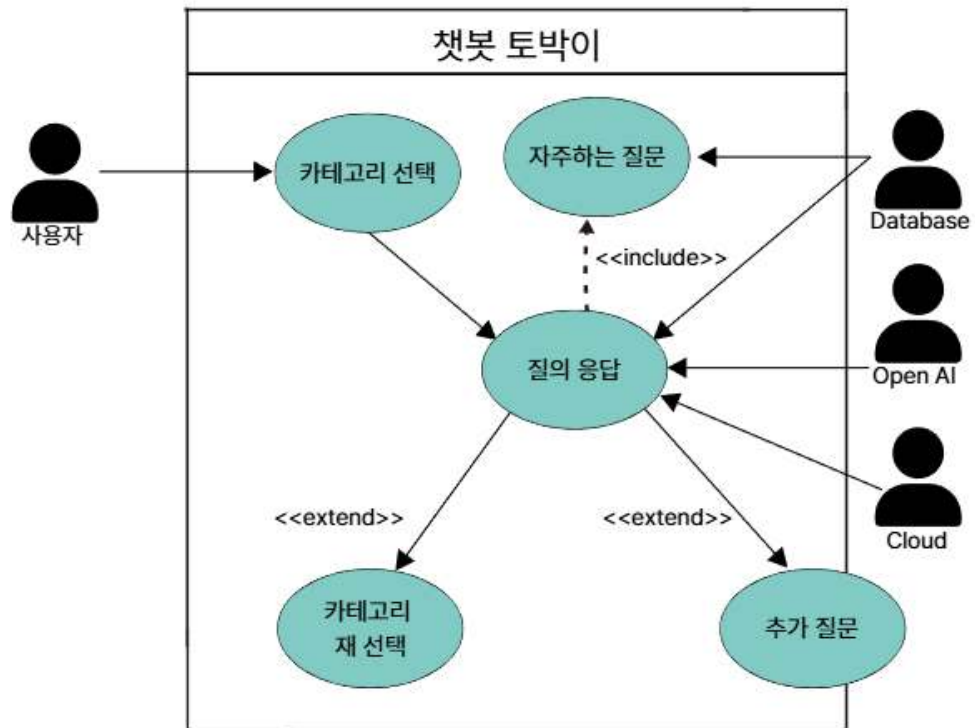 챗봇 토박이
카테고리 선택
자주하는 질문
사용자
Database
<<include>>
질의 응답
Open AI
<<extend>>
<<extend>>
Cloud
카테고리
재 선택
추가 질문